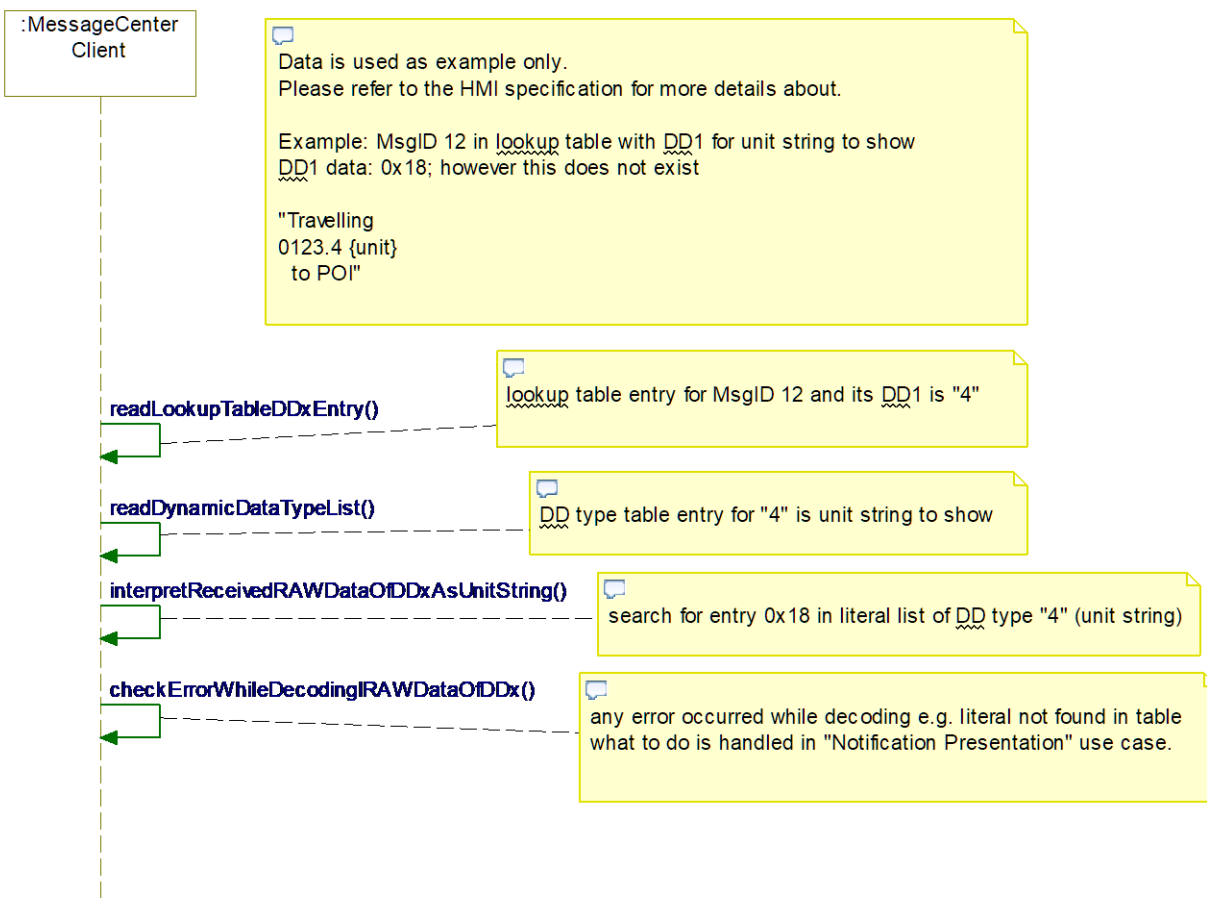 :MessageCenter
Client
Data is used as example only.
Please refer to the HMI specification for more details about.
Example: MsgID 12 in lookup table with DD1 for unit string to show
DD1 data: 0x18; however this does not exist
"Travelling
0123.4 {unit}
to POI"
lookup table entry for MsgID 12 and its DD1 is "4"
readLookupTableDDxEntry()
readDynamicDataTypeList()
DD type table entry for "4" is unit string to show
interpretReceivedRAWDataOfDDxAsUnitString()
search for entry 0x18 in literal list of DD type "4" (unit string)
checkErrorWhileDecodingIRAWDataOfDDx()
any error occurred while decoding e.g. literal not found in table
what to do is handled in "Notification Presentation" use case.